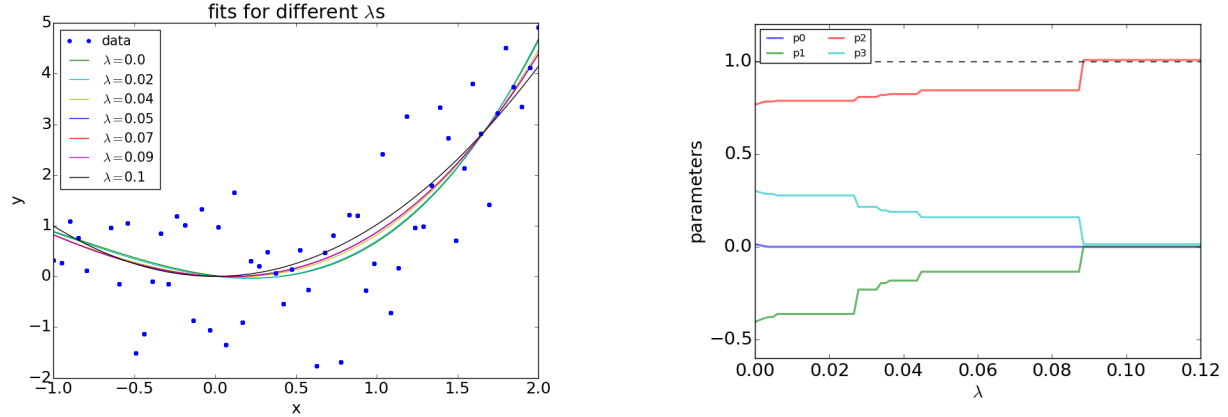 fits for different λs
data
λ=0.0
λ=0.02
λ=0.04
λ=0.05
λ=0.07
λ=0.09
λ=0.1
5
4
3
2
1
0
−1
−2
y
−1.0 −0.5 0.0 0.5 1.0 1.5 2.0
x
p0 p2
p1 p3
1.0
0.5
0.0
−0.5
parameters
0.00 0.02 0.04 0.06 0.08 0.10 0.12
λ